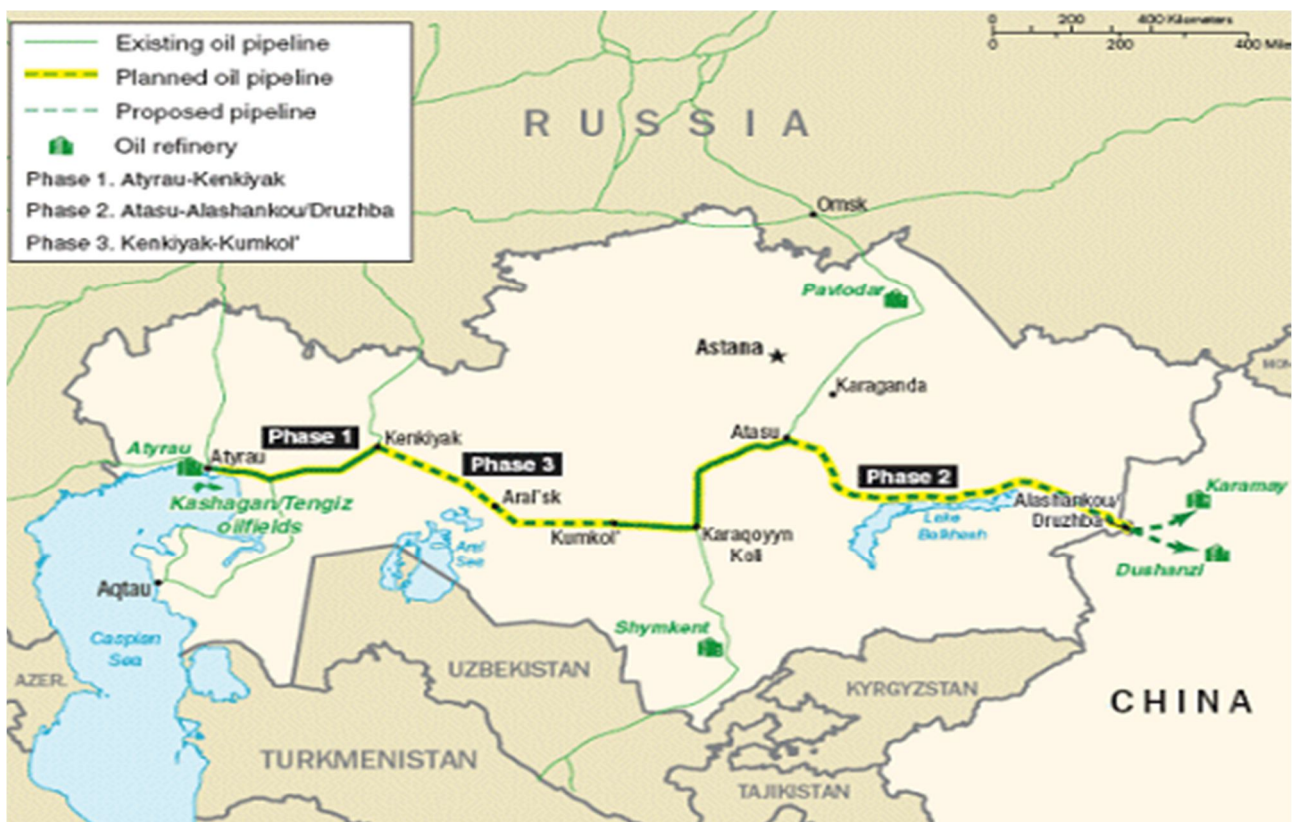 Existing oil pipeline
Planned oil pipeline
Proposed pipeline
Oil refinery
Phase 1. Atyrau-Kenkiyak
Phase 2. Atasu-Alashankou/Druzhba
Phase 3. Kenkiyak-Kumkol'
0 200 400 Kilometers
0 200 400 Mile
RUSSIA
Omsk
Pavlodar
Astana
Karaganda
MON
Atasu
Phase 1
Kenkiyak
Atyrau
Atyrau
Phase 3
Phase 2
Kashagan/Tengiz
oilfields
Aral'sk
Kumkol'
Karaqoyyn
Koli
Alashankou/
Druzhba
Karamay
Lake
Balkhash
Aral
Sea
Dushanzi
Aqtau
Shymkent
Caspian
Sea
AZER.
UZBEKISTAN
KYRGYZSTAN
CHINA
TURKMENISTAN
TAJIKISTAN